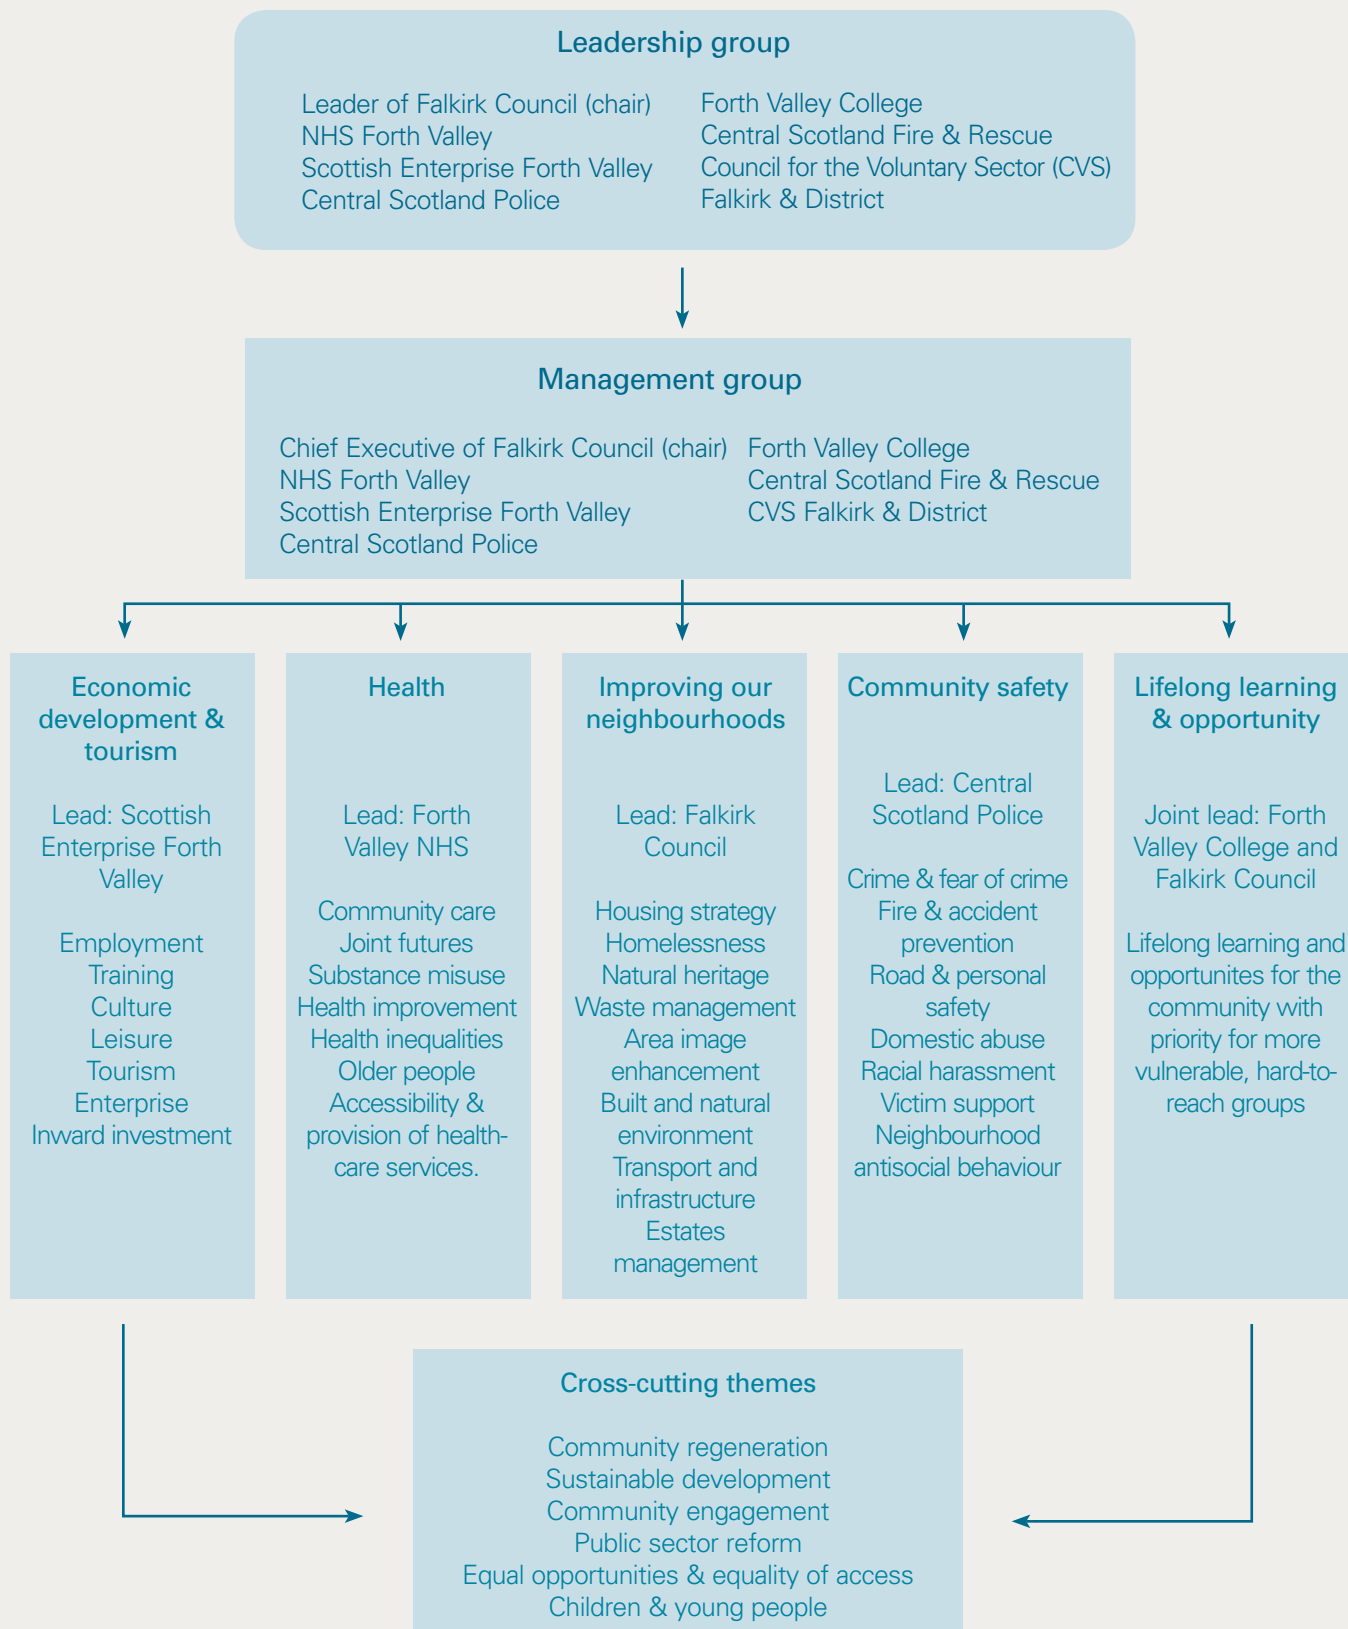 Leadership group
Leader of Falkirk Council (chair)
NHS Forth Valley
Scottish Enterprise Forth Valley
Central Scotland Police
Forth Valley College
Central Scotland Fire & Rescue
Council for the Voluntary Sector (CVS)
Falkirk & District
Management group
Chief Executive of Falkirk Council (chair)
NHS Forth Valley
Scottish Enterprise Forth Valley
Central Scotland Police
Forth Valley College
Central Scotland Fire & Rescue
CVS Falkirk & District
Economic
development &
tourism
Lead: Scottish
Enterprise Forth
Valley
Employment
Training
Culture
Leisure
Tourism
Enterprise
Inward investment
Health
Lead: Forth
Valley NHS
Community care
Joint futures
Substance misuse
Health improvement
Health inequalities
Older people
Accessibility &
provision of health-
care services.
Improving our
neighbourhoods
Lead: Falkirk
Council
Housing strategy
Homelessness
Natural heritage
Waste management
Area image
enhancement
Built and natural
environment
Transport and
infrastructure
Estates
management
Community safety
Lead: Central
Scotland Police
Crime & fear of crime
Fire & accident
prevention
Road & personal
safety
Domestic abuse
Racial harassment
Victim support
Neighbourhood
antisocial behaviour
Lifelong learning
& opportunity
Joint lead: Forth
Valley College and
Falkirk Council
Lifelong learning and
opportunites for the
community with
priority for more
vulnerable, hard-to-
reach groups
Cross-cutting themes
Community regeneration
Sustainable development
Community engagement
Public sector reform
Equal opportunities & equality of access
Children & young people